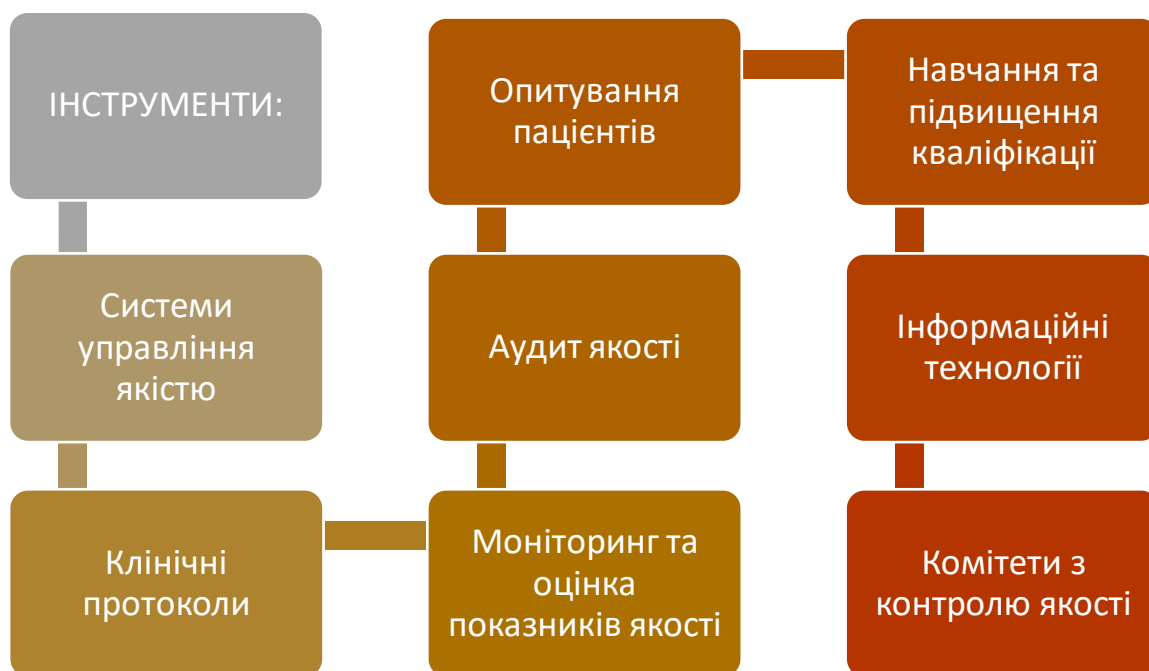 ІНСТРУМЕНТИ:
Системи
управління
якістю
Клінічні
протоколи
Моніторинг та
оцінка
показників якості
Аудит якості
Опитування
пацієнтів
Навчання та
підвищення
кваліфікації
Інформаційні
технології
Комітети з
контролю якості